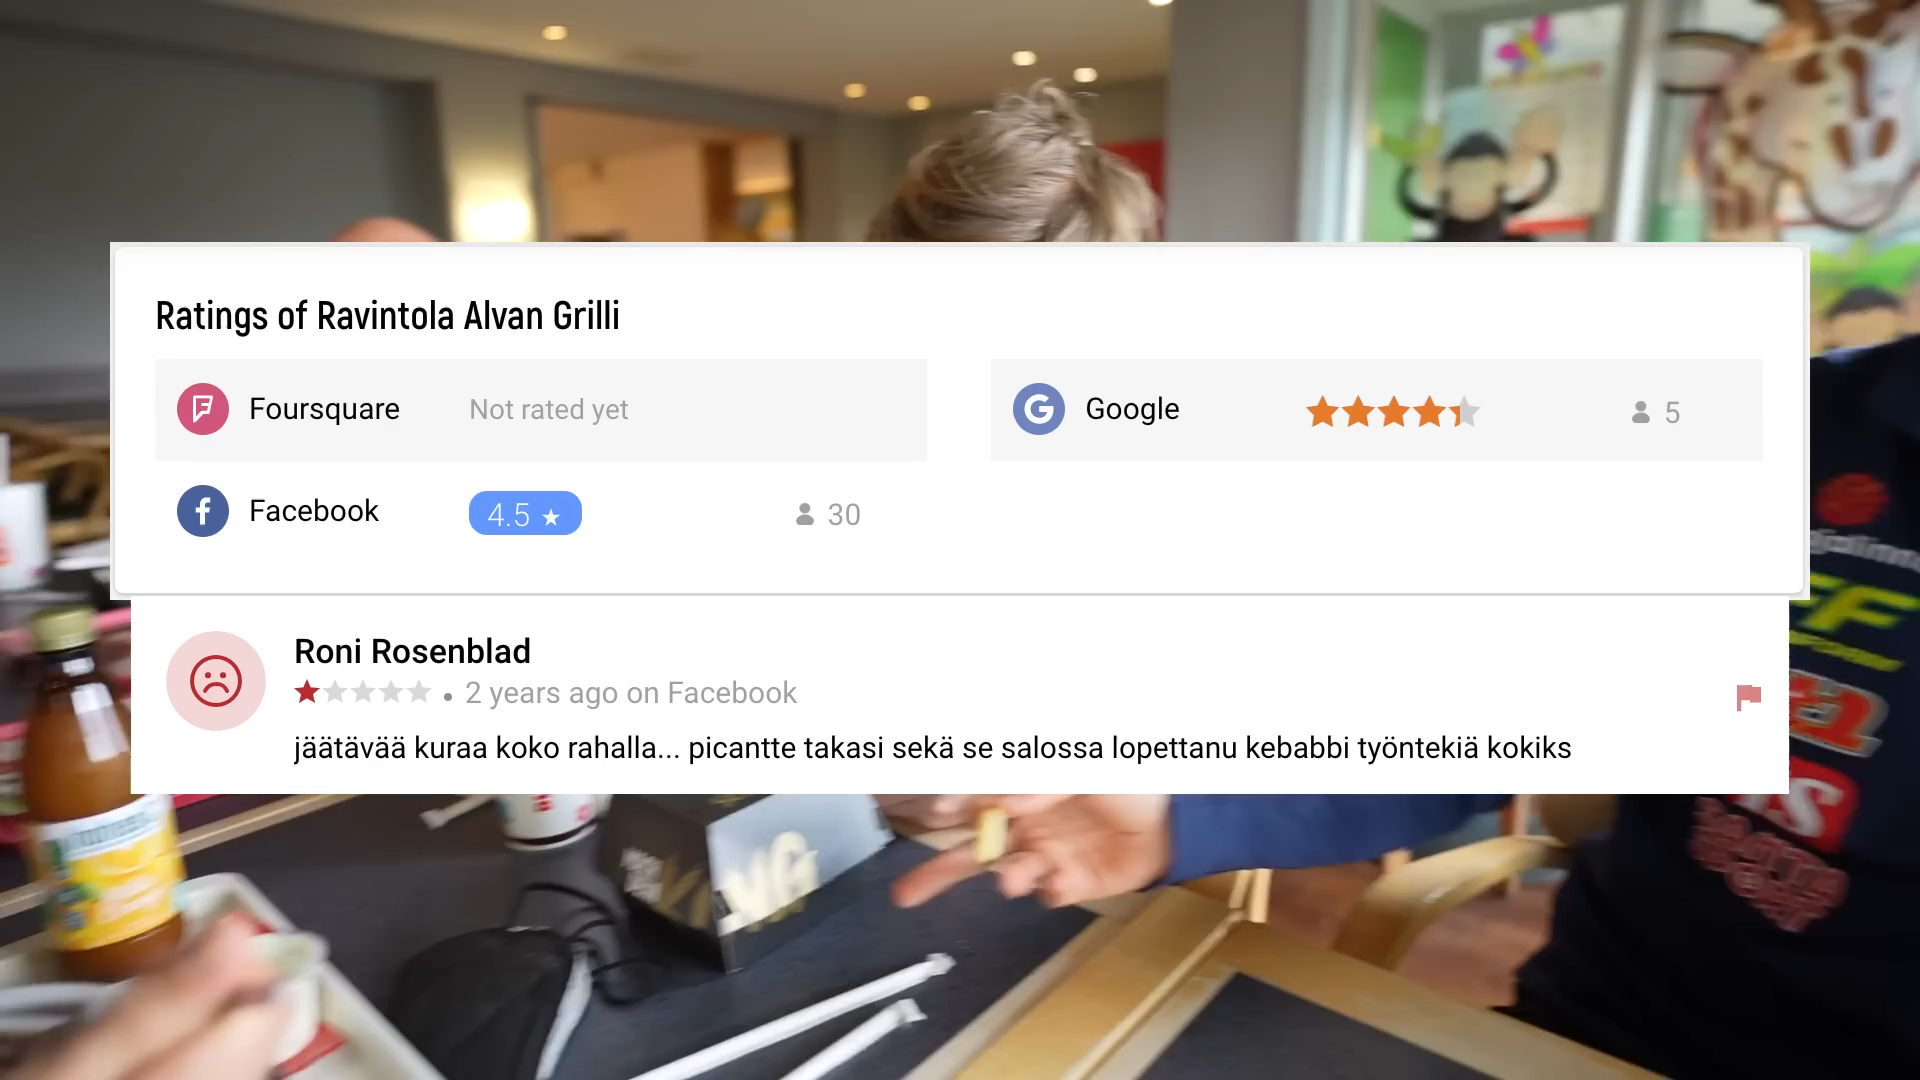 Ratings of Ravintola Alvan Grilli
Foursquare Not rated yet
Google 5
Facebook 4.5 ★ 30
Roni Rosenblad
• 2 years ago on Facebook
jäätävää kuraa koko rahalla... picantte takasi sekä se salossa lopettanu kebabbi työntekiä kokiks
KING